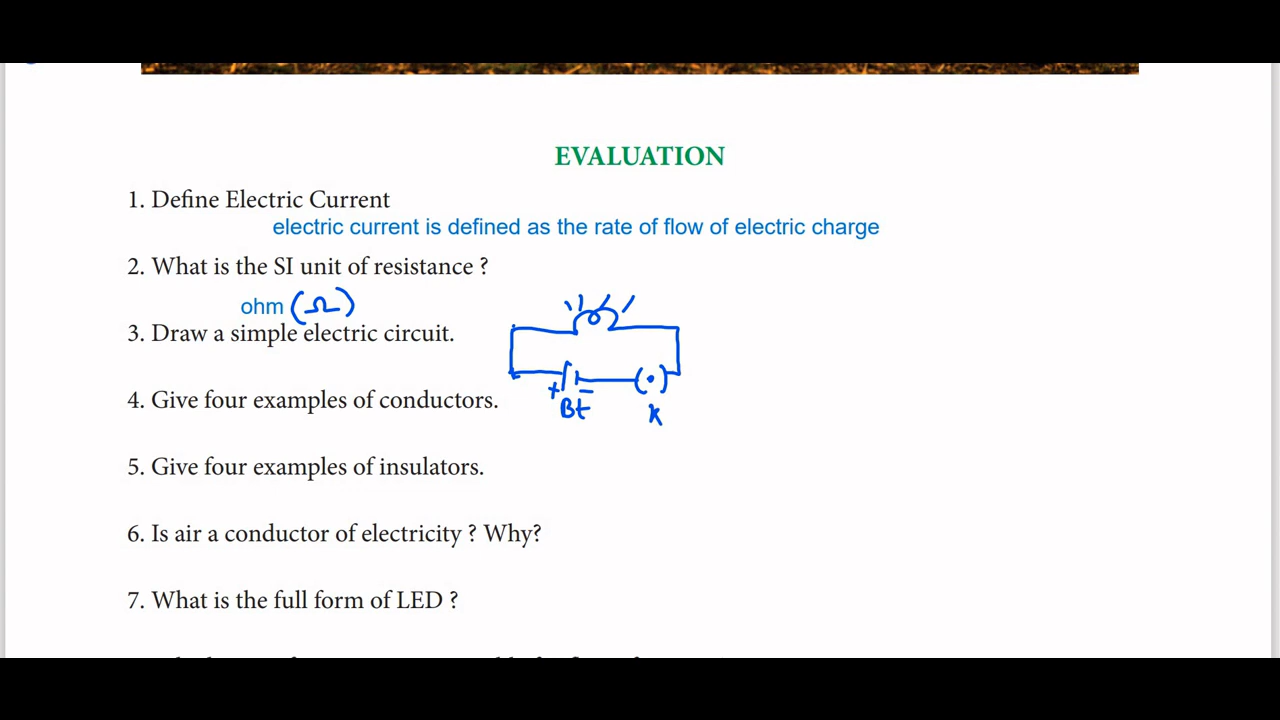 EVALUATION
1. Define Electric Current
electric current is defined as the rate of flow of electric charge
2. What is the SI unit of resistance ?
ohm (Ω)
3. Draw a simple electric circuit.
+ −
Bt
K
4. Give four examples of conductors.
5. Give four examples of insulators.
6. Is air a conductor of electricity ? Why?
7. What is the full form of LED ?